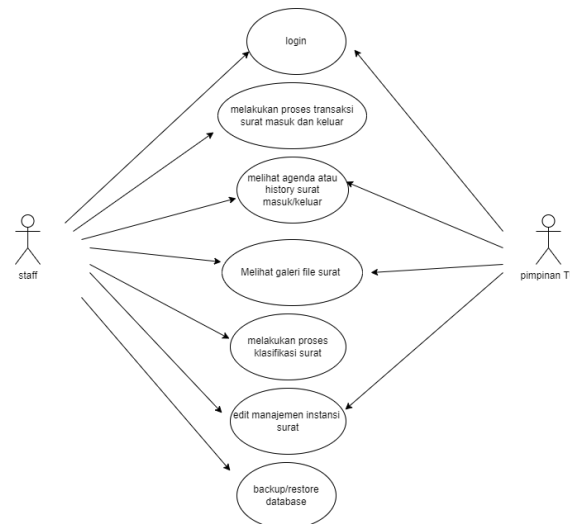 login
melakukan proses transaksi
surat masuk dan keluar
melihat agenda atau
history surat
masuk/keluar
staff
Melihat galeri file surat
pimpinan T
melakukan proses
klasifikasi surat
edit manajemen instansi
surat
backup/restore
database